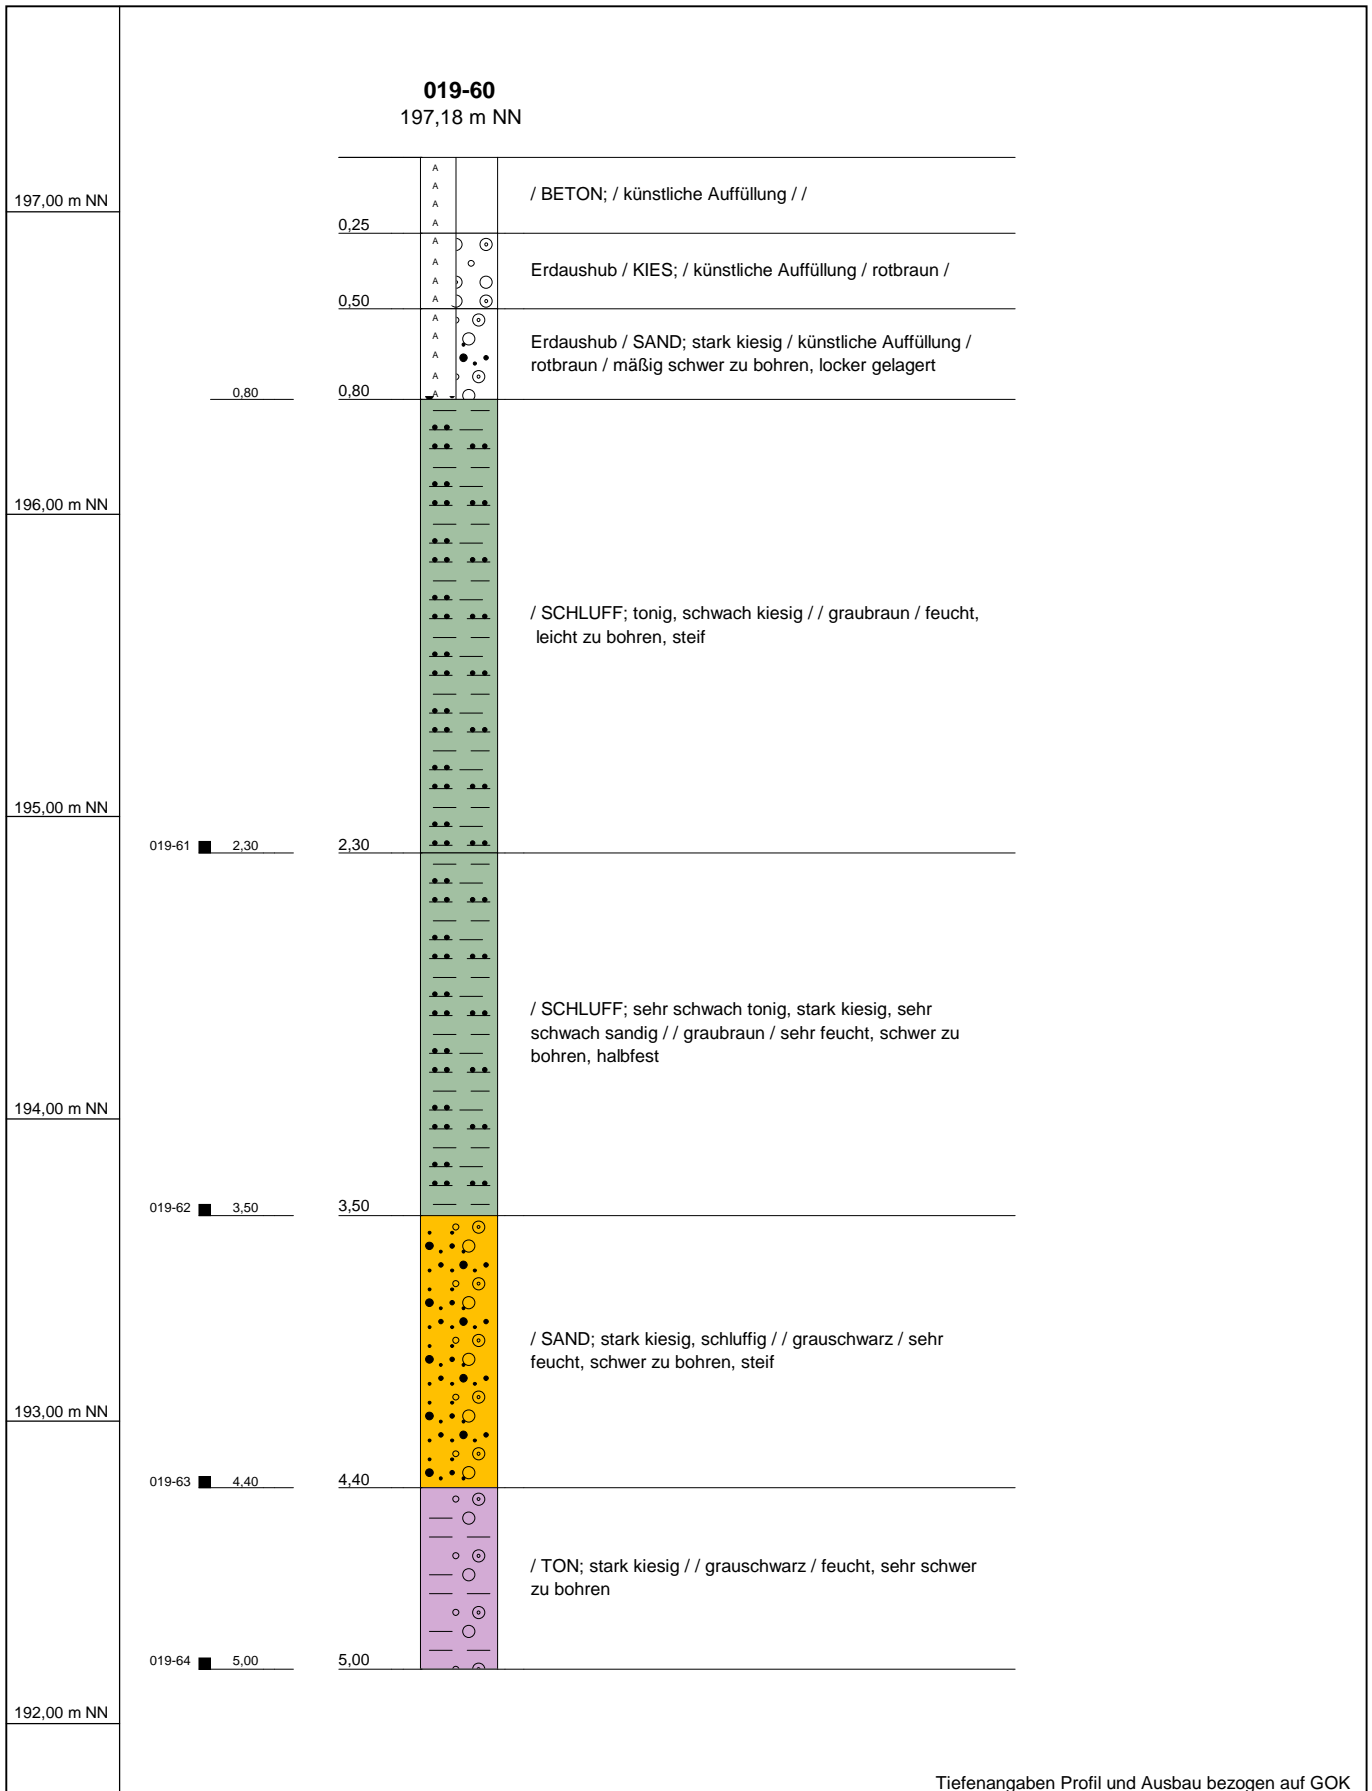 019-60
197,18 m NN
197,00 m NN
/ BETON; / künstliche Auffüllung / /
0,25
Erdaushub / KIES; / künstliche Auffüllung / rotbraun /
0,50
Erdaushub / SAND; stark kiesig / künstliche Auffüllung /
rotbraun / mäßig schwer zu bohren, locker gelagert
0,80 0,80
196,00 m NN
/ SCHLUFF; tonig, schwach kiesig / / graubraun / feucht,
leicht zu bohren, steif
195,00 m NN
019-61 2,30 2,30
/ SCHLUFF; sehr schwach tonig, stark kiesig, sehr
schwach sandig / / graubraun / sehr feucht, schwer zu
bohren, halbfest
194,00 m NN
019-62 3,50 3,50
/ SAND; stark kiesig, schluffig / / grauschwarz / sehr
feucht, schwer zu bohren, steif
193,00 m NN
019-63 4,40 4,40
/ TON; stark kiesig / / grauschwarz / feucht, sehr schwer
zu bohren
019-64 5,00 5,00
192,00 m NN
Tiefenangaben Profil und Ausbau bezogen auf GOK
A
A
A
A
A
A
A
A
A
A
A
A
A